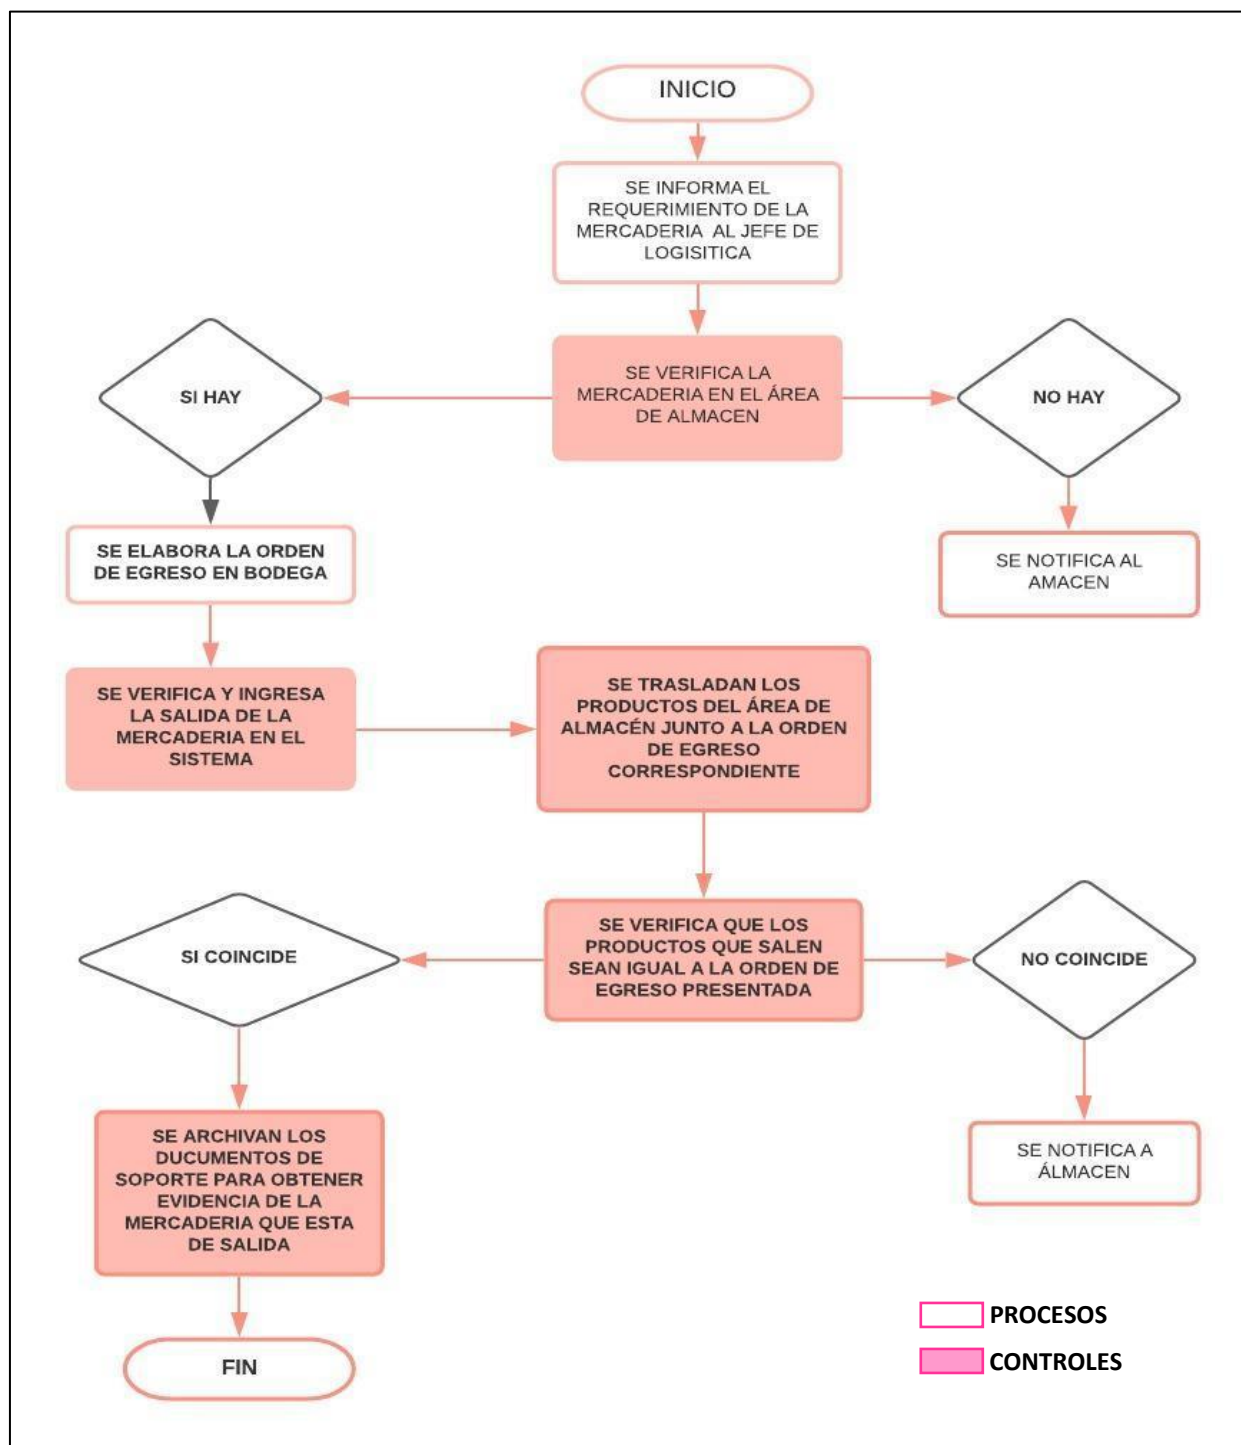 INICIO
SE INFORMA EL
REQUERIMIENTO DE LA
MERCADERIA AL JEFE DE
LOGISITICA
SE VERIFICA LA
MERCADERIA EN EL ÁREA
DE ALMACEN
SI HAY
NO HAY
SE ELABORA LA ORDEN
DE EGRESO EN BODEGA
SE NOTIFICA AL
AMACEN
SE VERIFICA Y INGRESA
LA SALIDA DE LA
MERCADERIA EN EL
SISTEMA
SE TRASLADAN LOS
PRODUCTOS DEL ÁREA DE
ALMACÉN JUNTO A LA ORDEN
DE EGRESO
CORRESPONDIENTE
SE VERIFICA QUE LOS
PRODUCTOS QUE SALEN
SEAN IGUAL A LA ORDEN DE
EGRESO PRESENTADA
SI COINCIDE
NO COINCIDE
SE ARCHIVAN LOS
DUCUMENTOS DE
SOPORTE PARA OBTENER
EVIDENCIA DE LA
MERCADERIA QUE ESTA
DE SALIDA
SE NOTIFICA A
ÁLMACEN
FIN
PROCESOS
CONTROLES